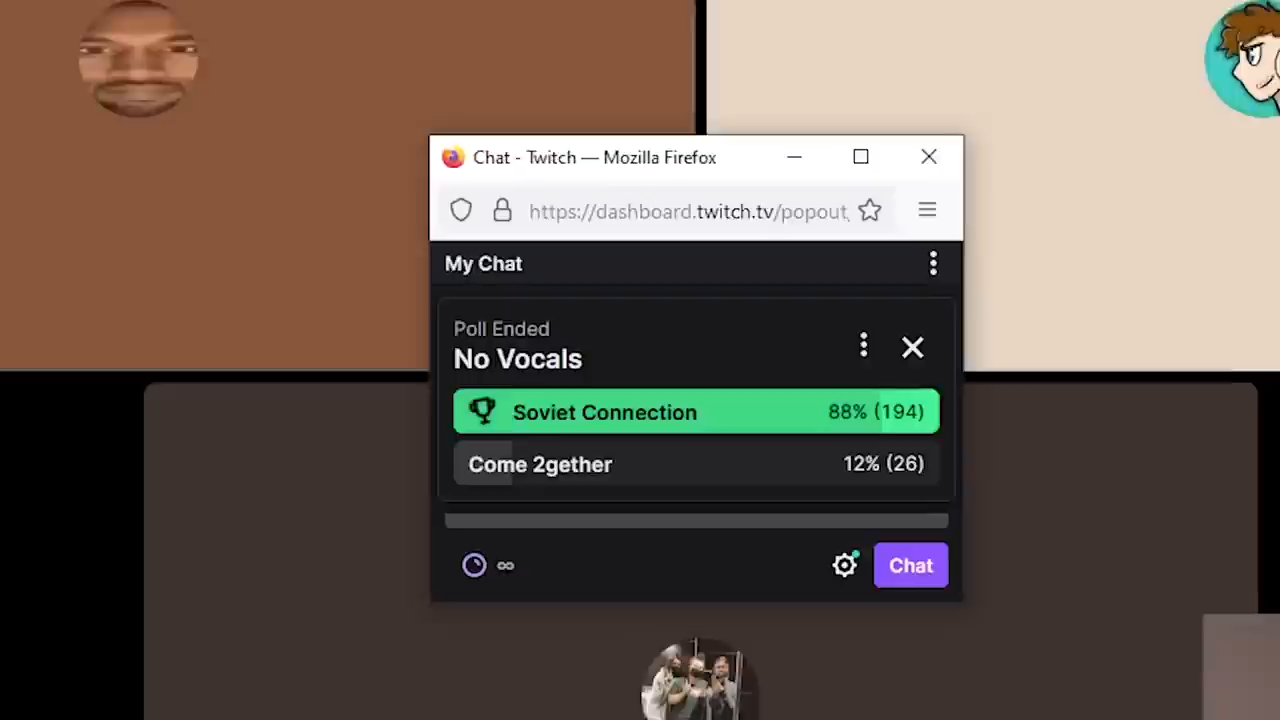 Chat - Twitch — Mozilla Firefox
https://dashboard.twitch.tv/popout
My Chat
Poll Ended
No Vocals
Soviet Connection 88% (194)
Come 2gether 12% (26)
∞
Chat